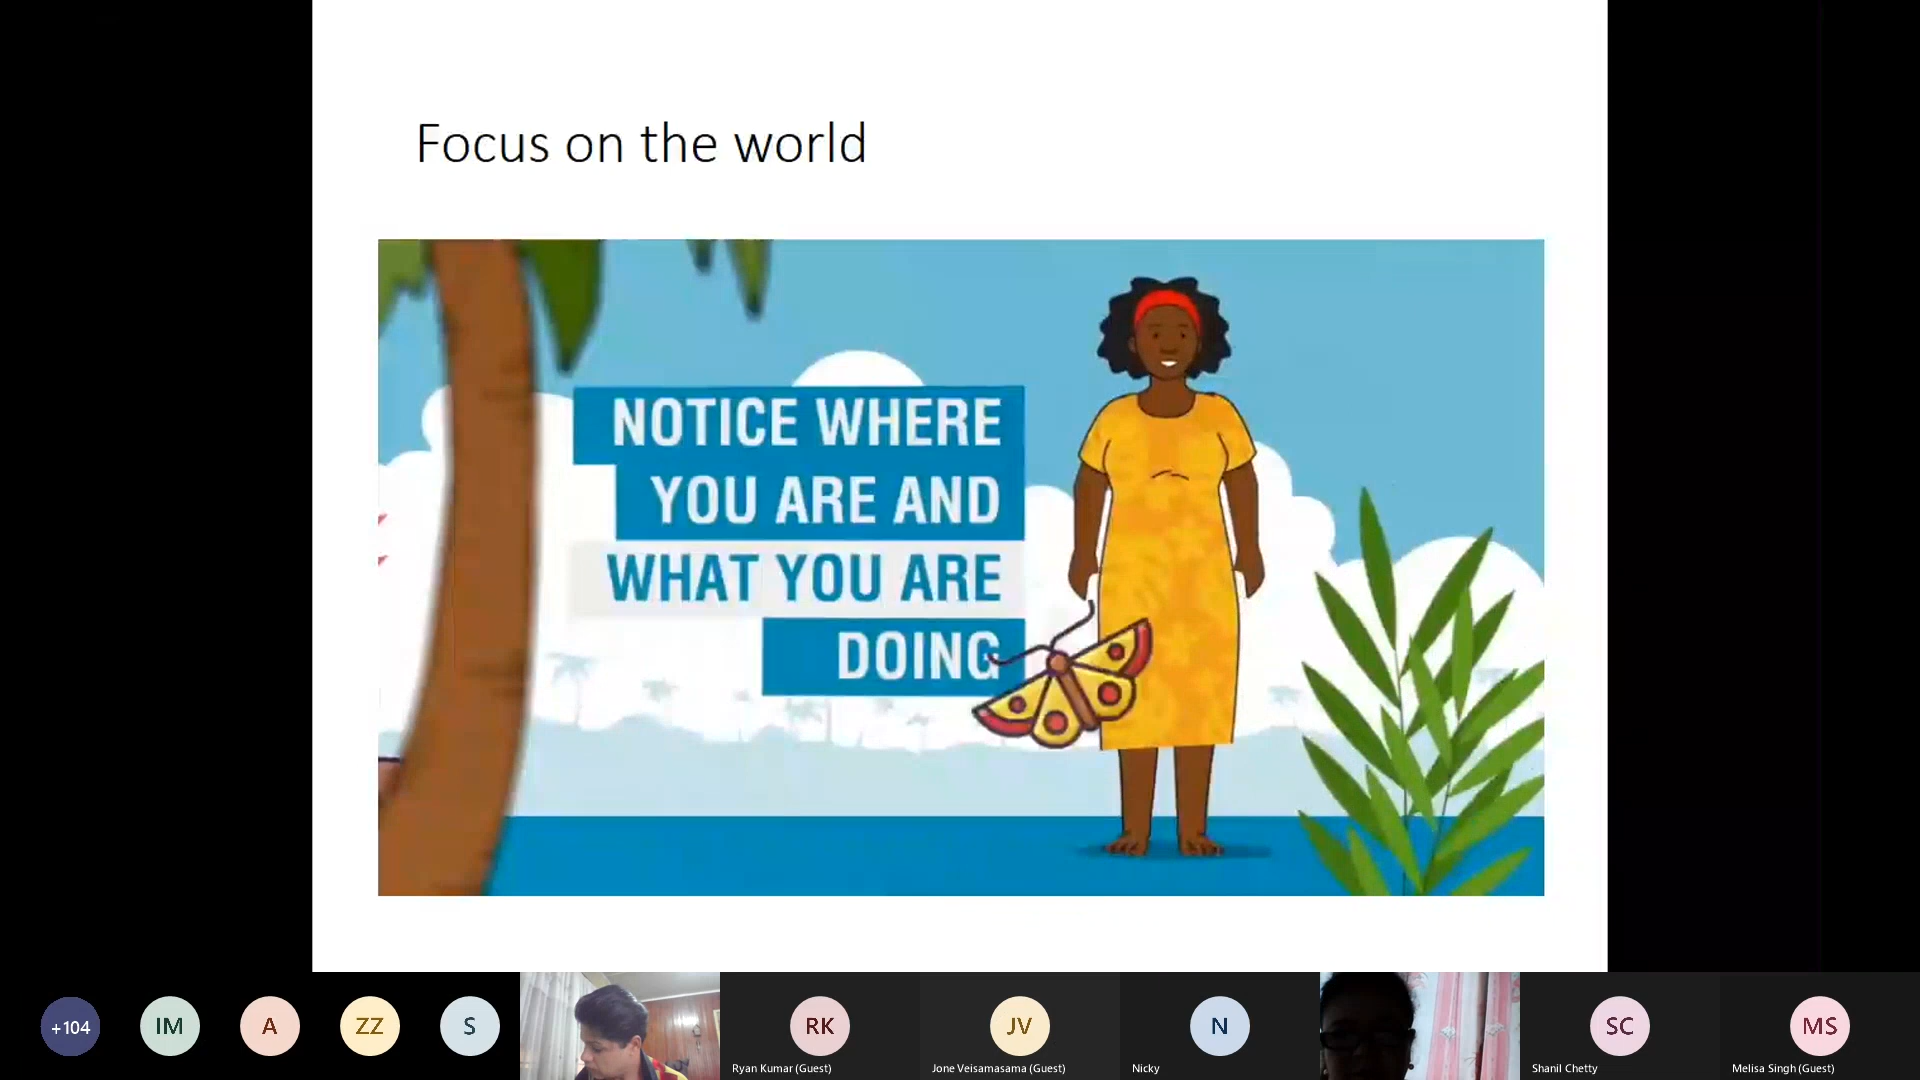 Focus on the world
NOTICE WHERE
YOU ARE AND
WHAT YOU ARE
DOING
+104
IM
A
ZZ
S
RK
Ryan Kumar (Guest)
JV
Jone Veisamasama (Guest)
N
Nicky
SC
Shanil Chetty
MS
Melisa Singh (Guest)